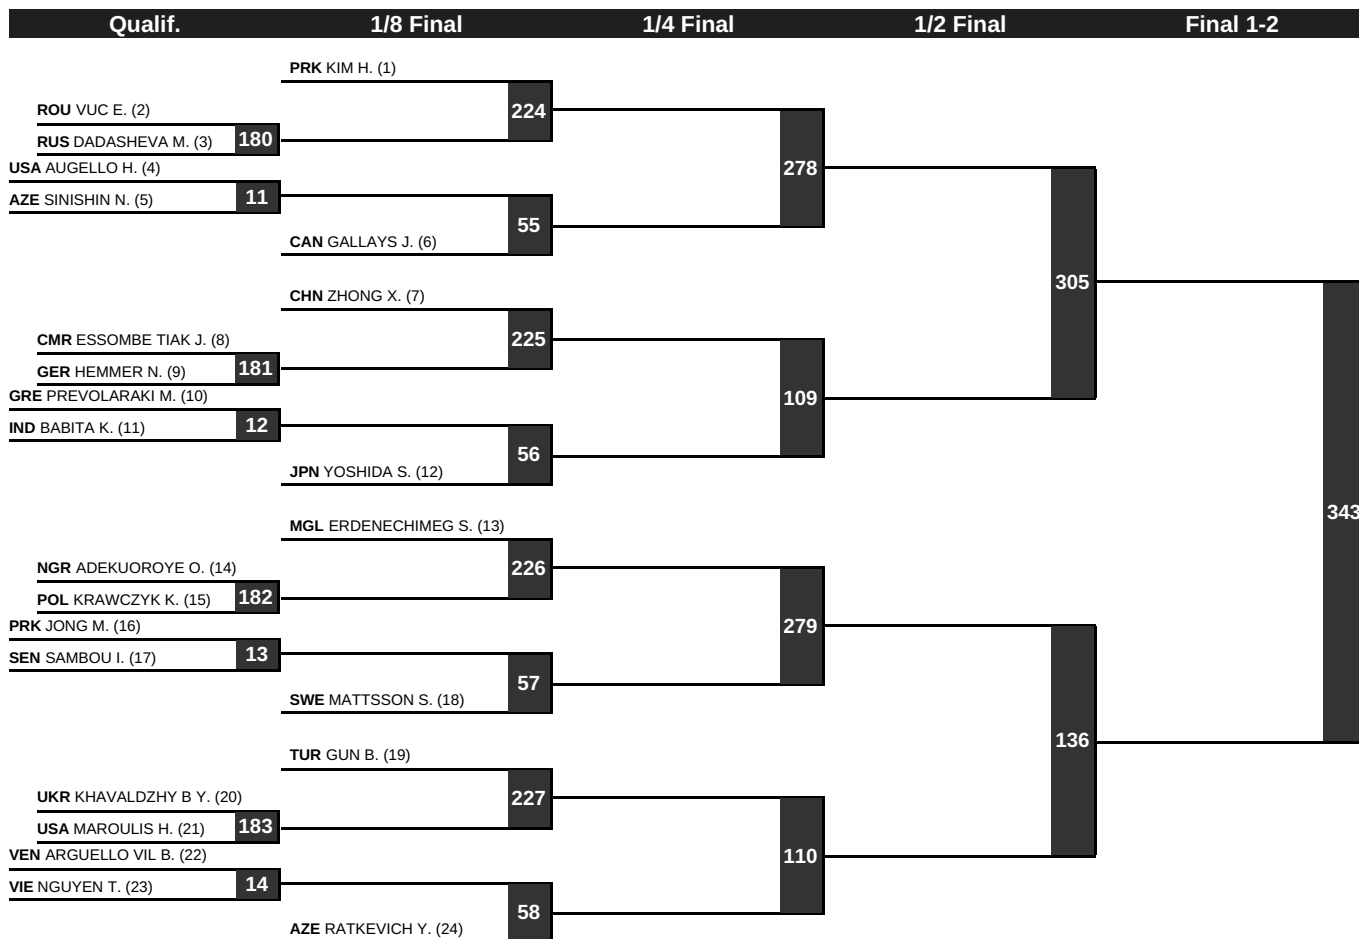 Qualif. 1/8 Final 1/4 Final 1/2 Final Final 1-2
PRK KIM H. (1)
224
ROU VUC E. (2)
RUS DADASHEVA M. (3) 180
USA AUGELLO H. (4)
278
AZE SINISHIN N. (5) 11
55
CAN GALLAYS J. (6)
305
CHN ZHONG X. (7)
CMR ESSOMBE TIAK J. (8)
225
GER HEMMER N. (9) 181
GRE PREVOLARAKI M. (10)
109
IND BABITA K. (11) 12
56
JPN YOSHIDA S. (12)
343
MGL ERDENECHIMEG S. (13)
NGR ADEKUOROYE O. (14)
226
POL KRAWCZYK K. (15) 182
PRK JONG M. (16)
279
SEN SAMBOU I. (17) 13
57
SWE MATTSSON S. (18)
136
TUR GUN B. (19)
UKR KHAVALDZHY B Y. (20)
227
USA MAROULIS H. (21) 183
VEN ARGUELLO VIL B. (22)
110
VIE NGUYEN T. (23) 14
58
AZE RATKEVICH Y. (24)